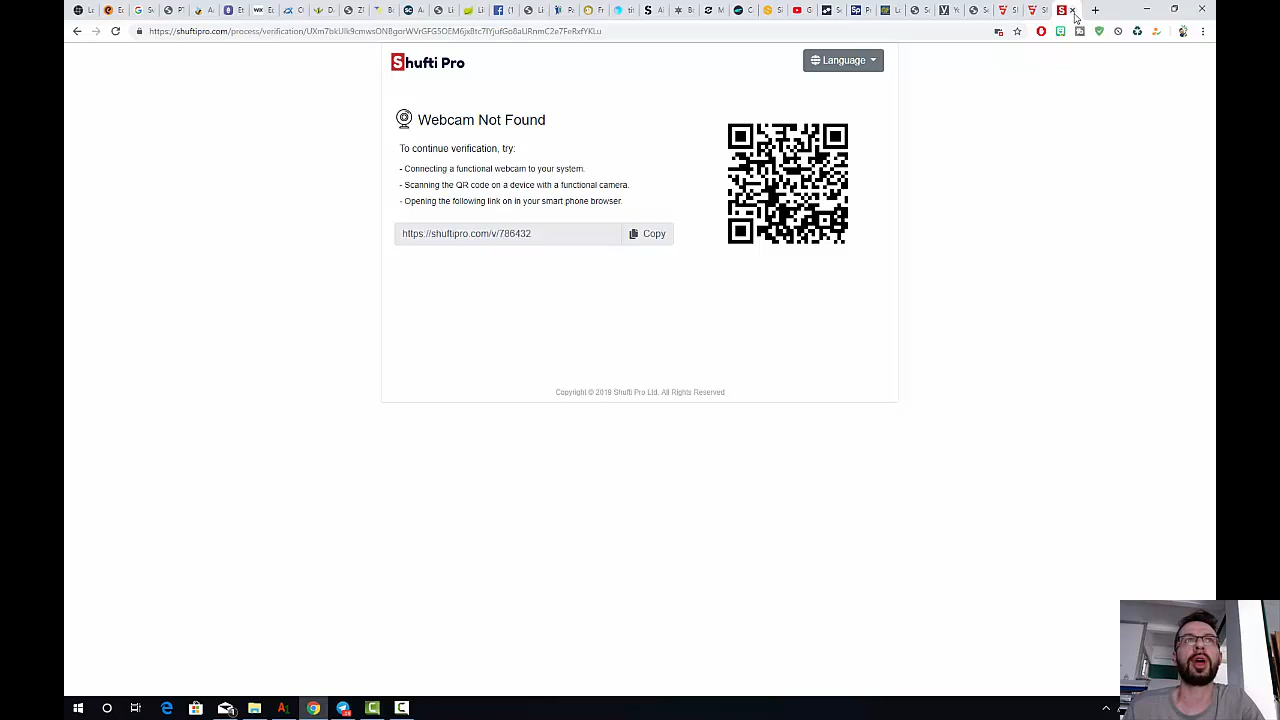 https://shuftipro.com/process/verification/
Shufti Pro
Language
Webcam Not Found
To continue verification, try:
- Connecting a functional webcam to your system.
- Scanning the QR code on a device with a functional camera.
- Opening the following link on in your smart phone browser.
https://shuftipro.com/v/786432
Copy
Copyright © 2019 Shufti Pro Ltd. All Rights Reserved